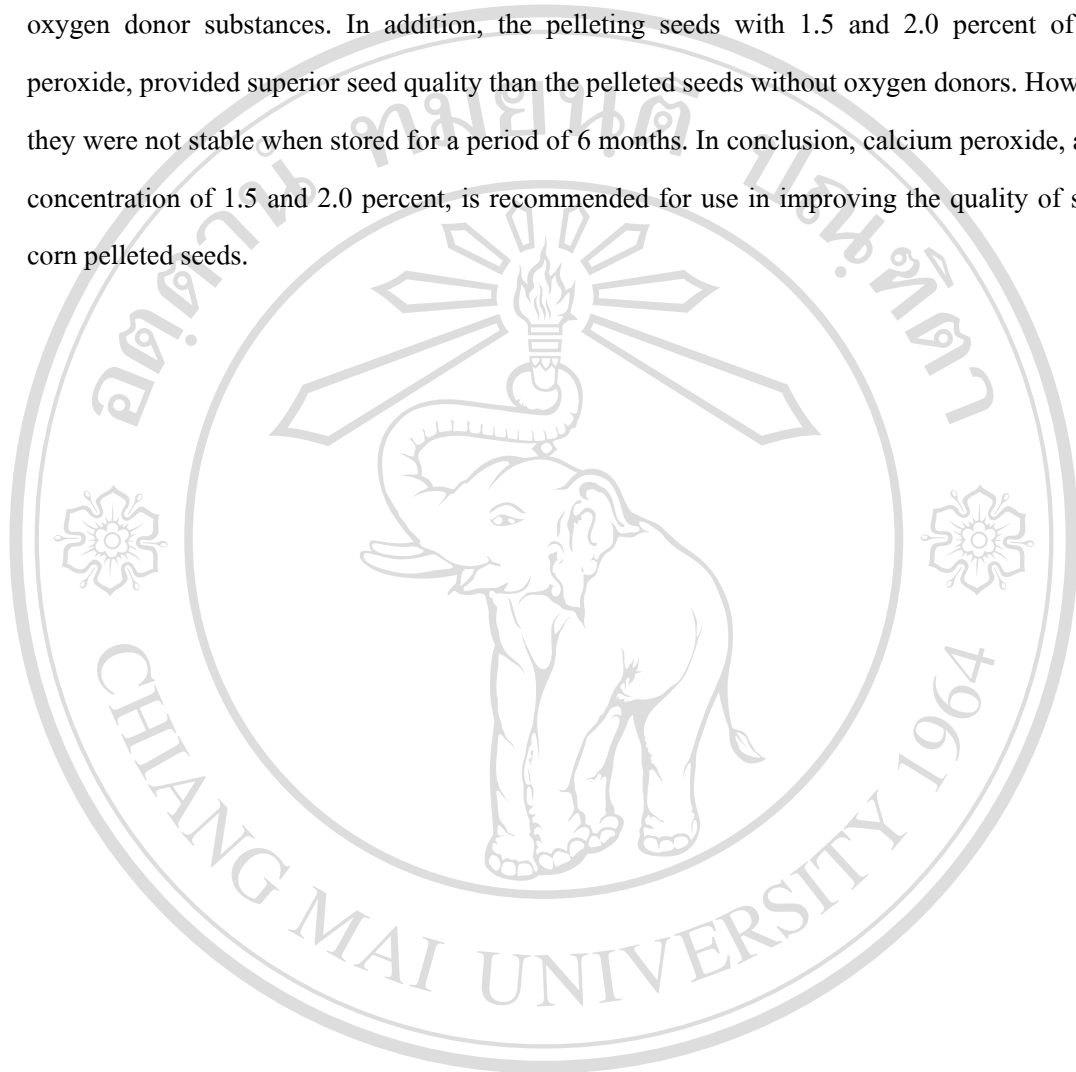 oxygen donor substances. In addition, the pelleting seeds with 1.5 and 2.0 percent of
peroxide, provided superior seed quality than the pelleted seeds without oxygen donors. How
they were not stable when stored for a period of 6 months. In conclusion, calcium peroxide, a
concentration of 1.5 and 2.0 percent, is recommended for use in improving the quality of s
corn pelleted seeds.
CHIANG MAI UNIVERSITY 1964